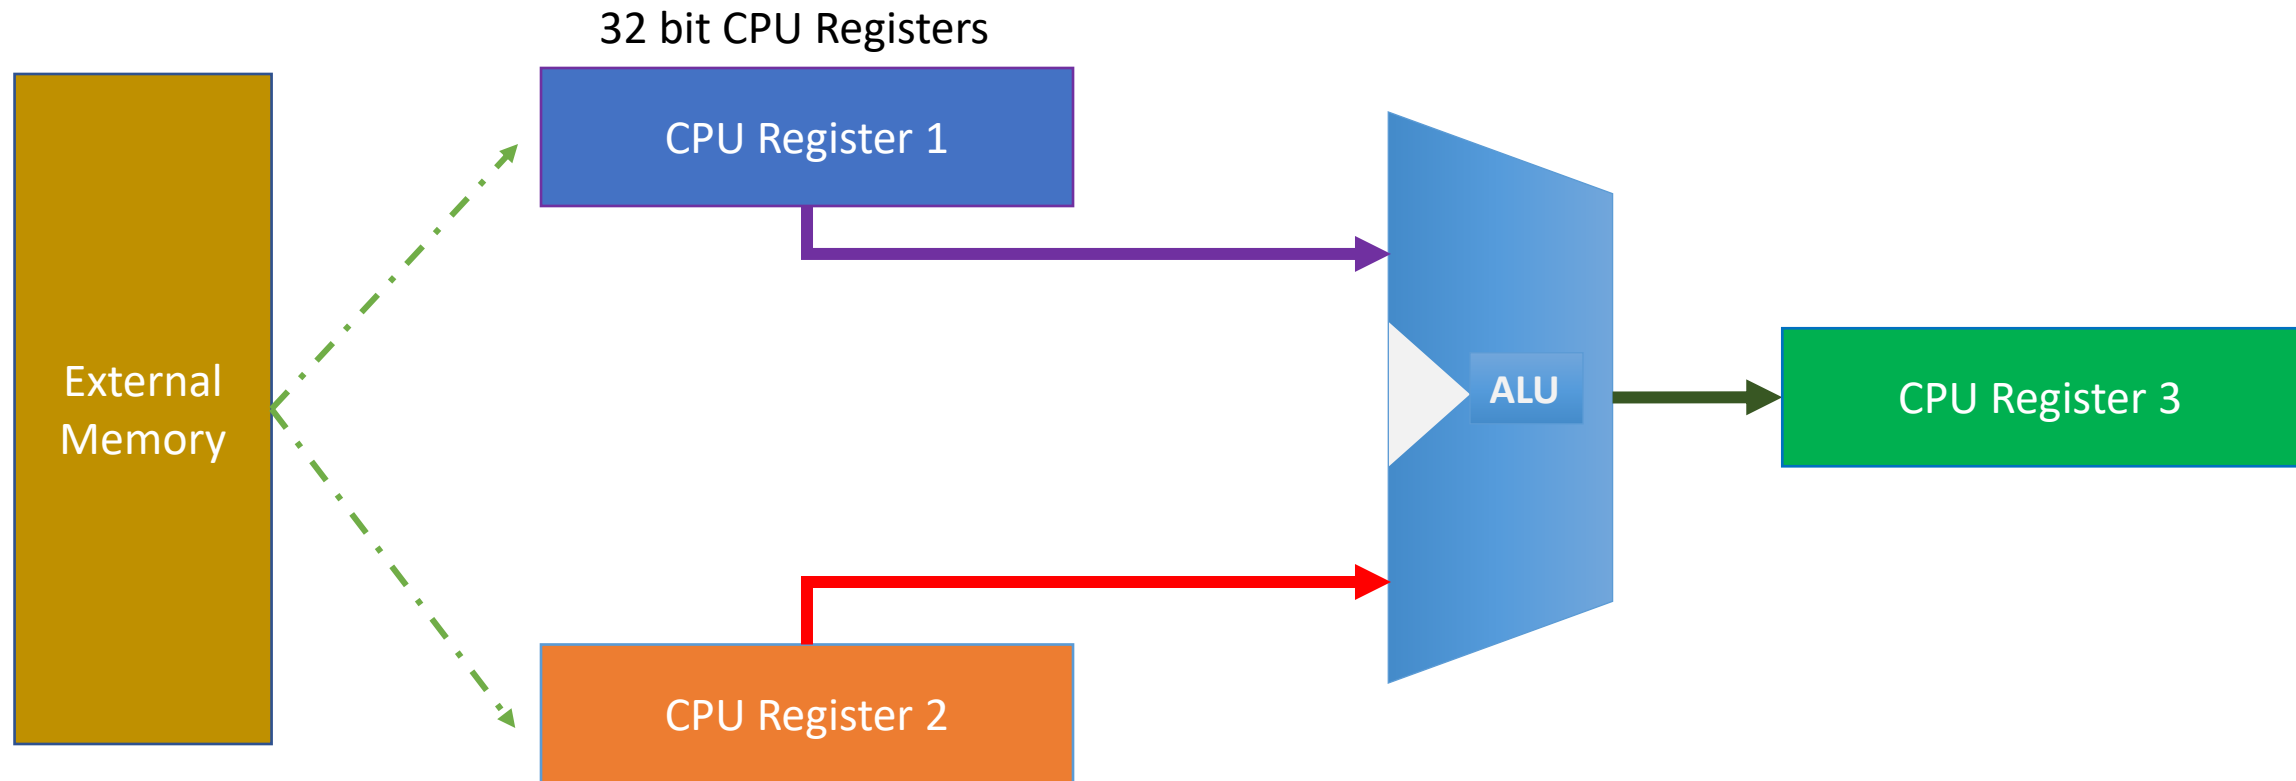 32 bit CPU Registers
CPU Register 1
External
Memory
ALU
CPU Register 3
CPU Register 2